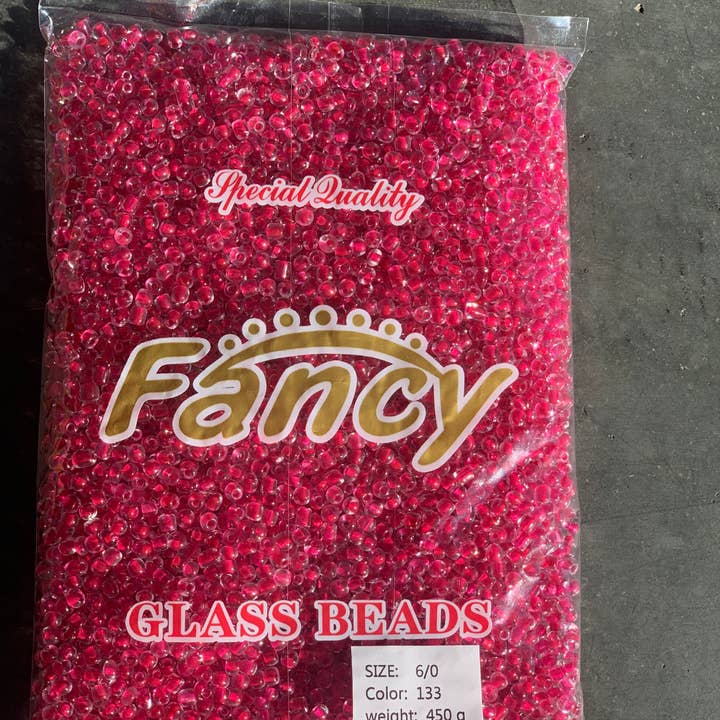 Special Quality
Fancy
GLASS BEADS
SIZE: 6/0
Color: 133
weight: 450 g